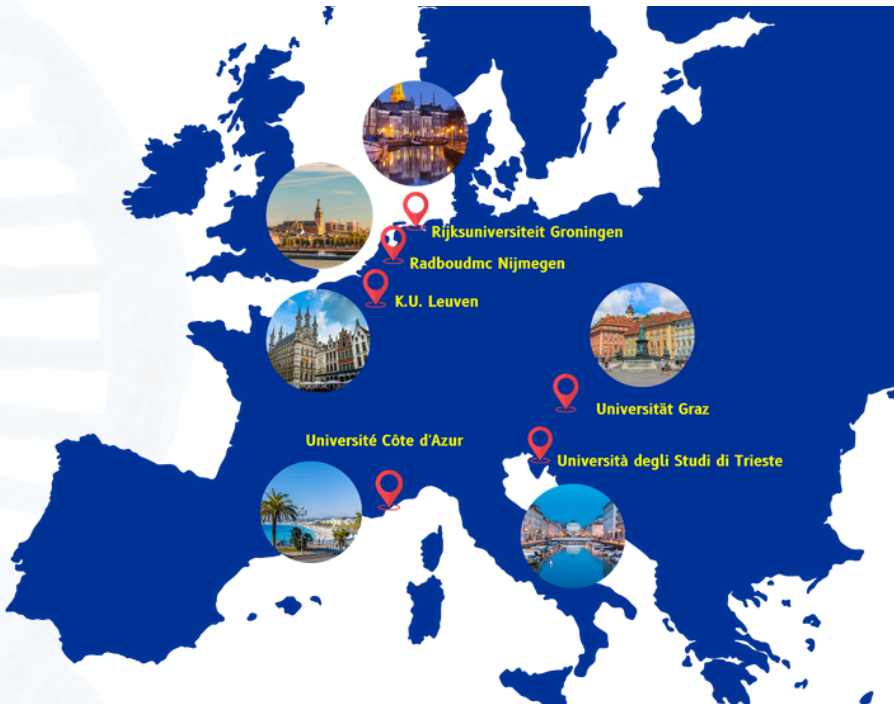 Rijksuniversiteit Groningen
Radboudmc Nijmegen
K.U. Leuven
Universität Graz
Université Côte d'Azur
Università degli Studi di Trieste